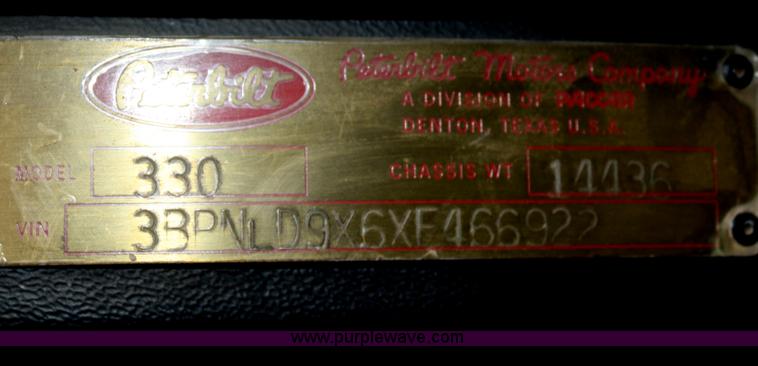 Peterbilt
Peterbilt Motors Company
A DIVISION OF PACCAR
DENTON, TEXAS U.S.A.
MODEL 330 CHASSIS WT 14436
VIN 3BPNLD9X6XF466922
www.purplewave.com